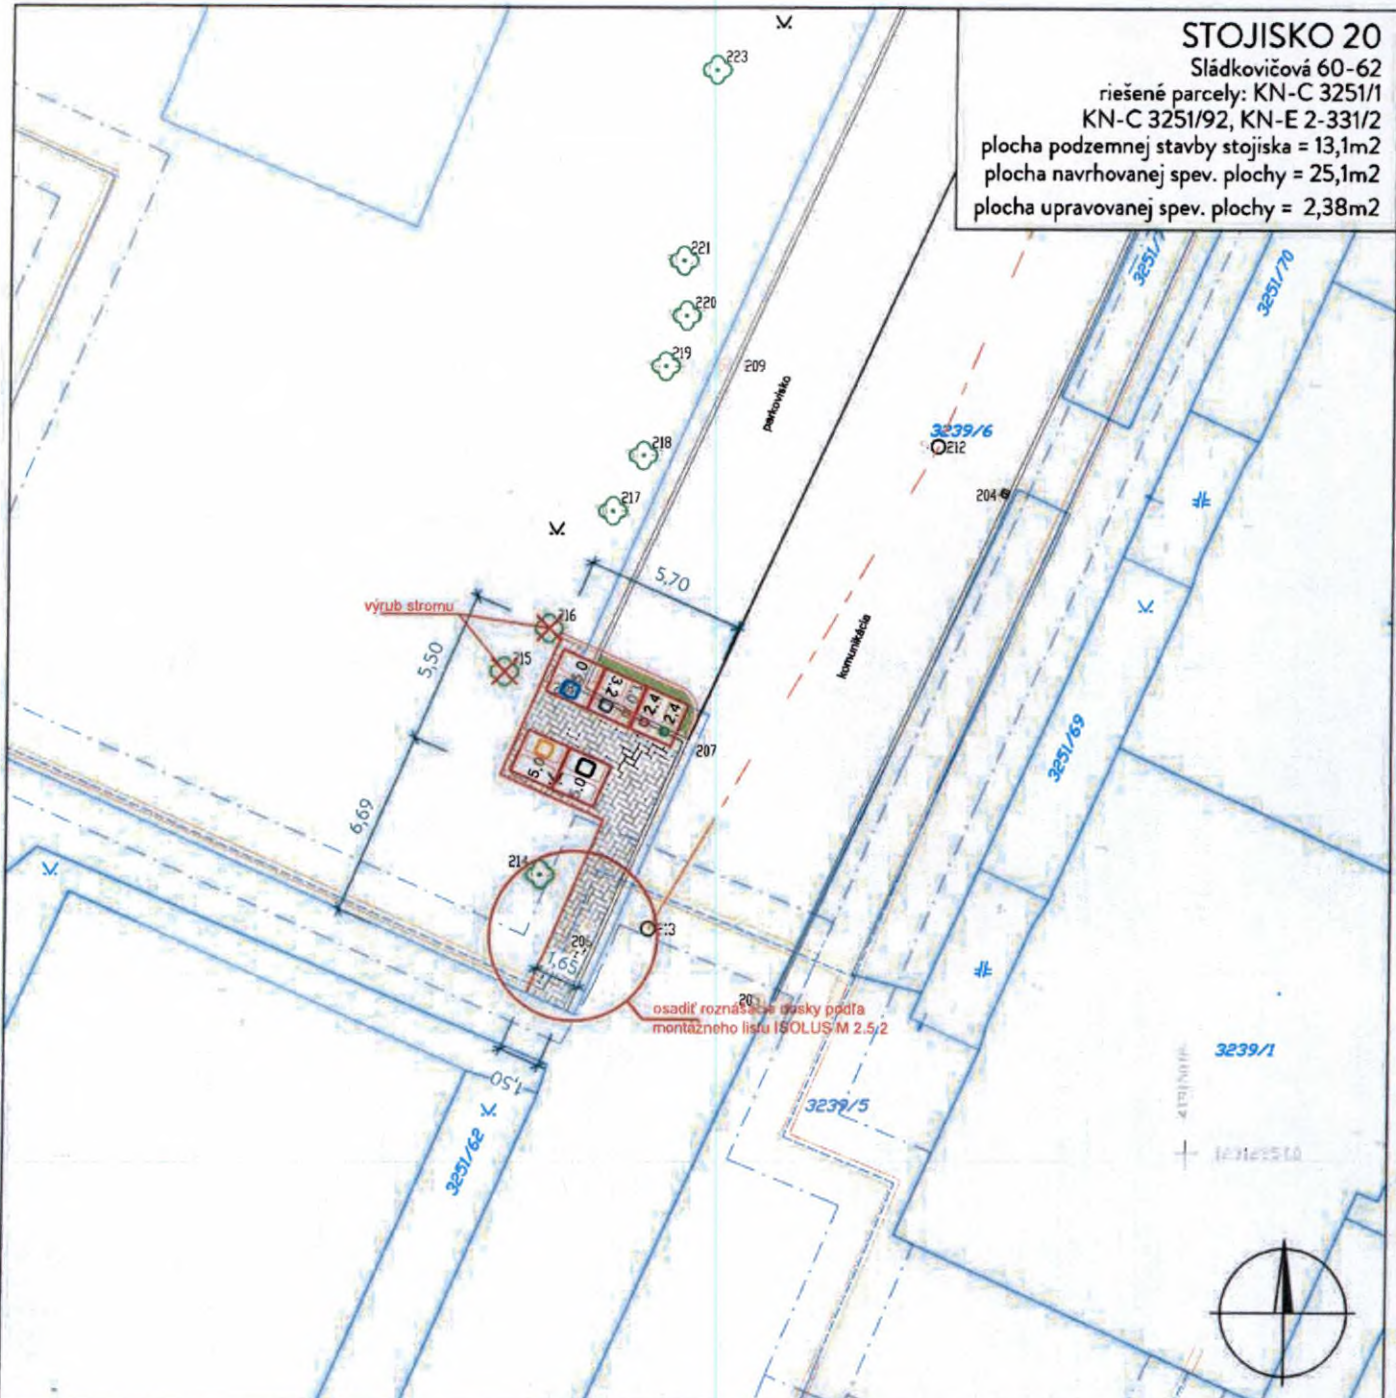 STOJISKO 20
Sládkovičová 60-62
riešené parcely: KN-C 3251/1
KN-C 3251/92, KN-E 2-331/2
plocha podzemnej stavby stojiska = 13,1m2
plocha navrhovanej spev. plochy = 25,1m2
plocha upravovanej spev. plochy = 2,38m2
223
221
220
219
218
217
209
parkovisko
3239/6
212
204
3251/70
5,70
výrub stromu
216
215
5,50
5.0
3.2
2.4
2.4
207
5.0
5.0
6,69
komunikácia
3251/69
214
1,65
osadiť roznášacie dosky podľa
montážneho listu ISOLUS M 2.5.2
1,50
3251/62
3239/5
3239/1